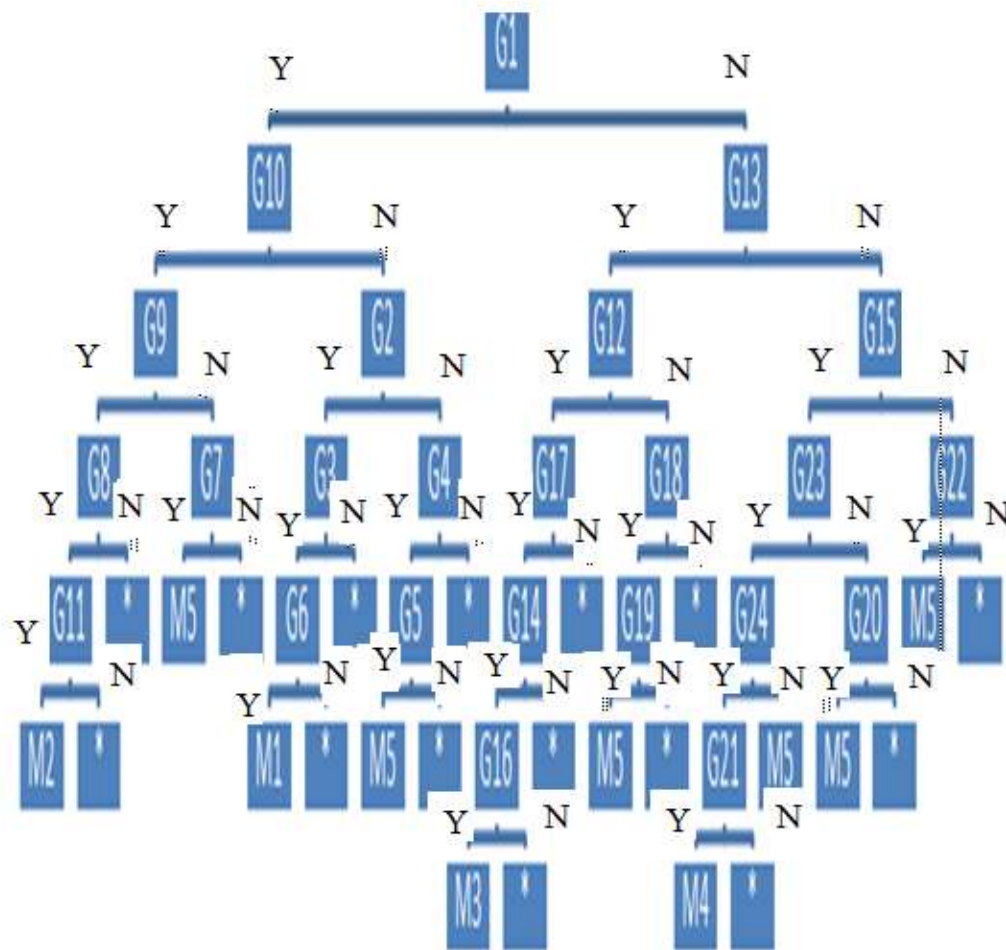 G1
Y N
G10 G13
Y N Y N
G9 G2 G12 G15
Y N Y N Y N Y N
G8 G7 G3 G4 G17 G18 G23 G22
Y N Y N Y N Y N Y N Y N Y N Y N
G11 * M5 * G6 * G5 * G14 * G19 * G24 G20 M5 *
Y N Y N Y N Y N Y N Y N Y N
M2 * M1 * M5 * G16 * M5 * G21 M5 M5 *
Y N Y N
M3 * M4 *